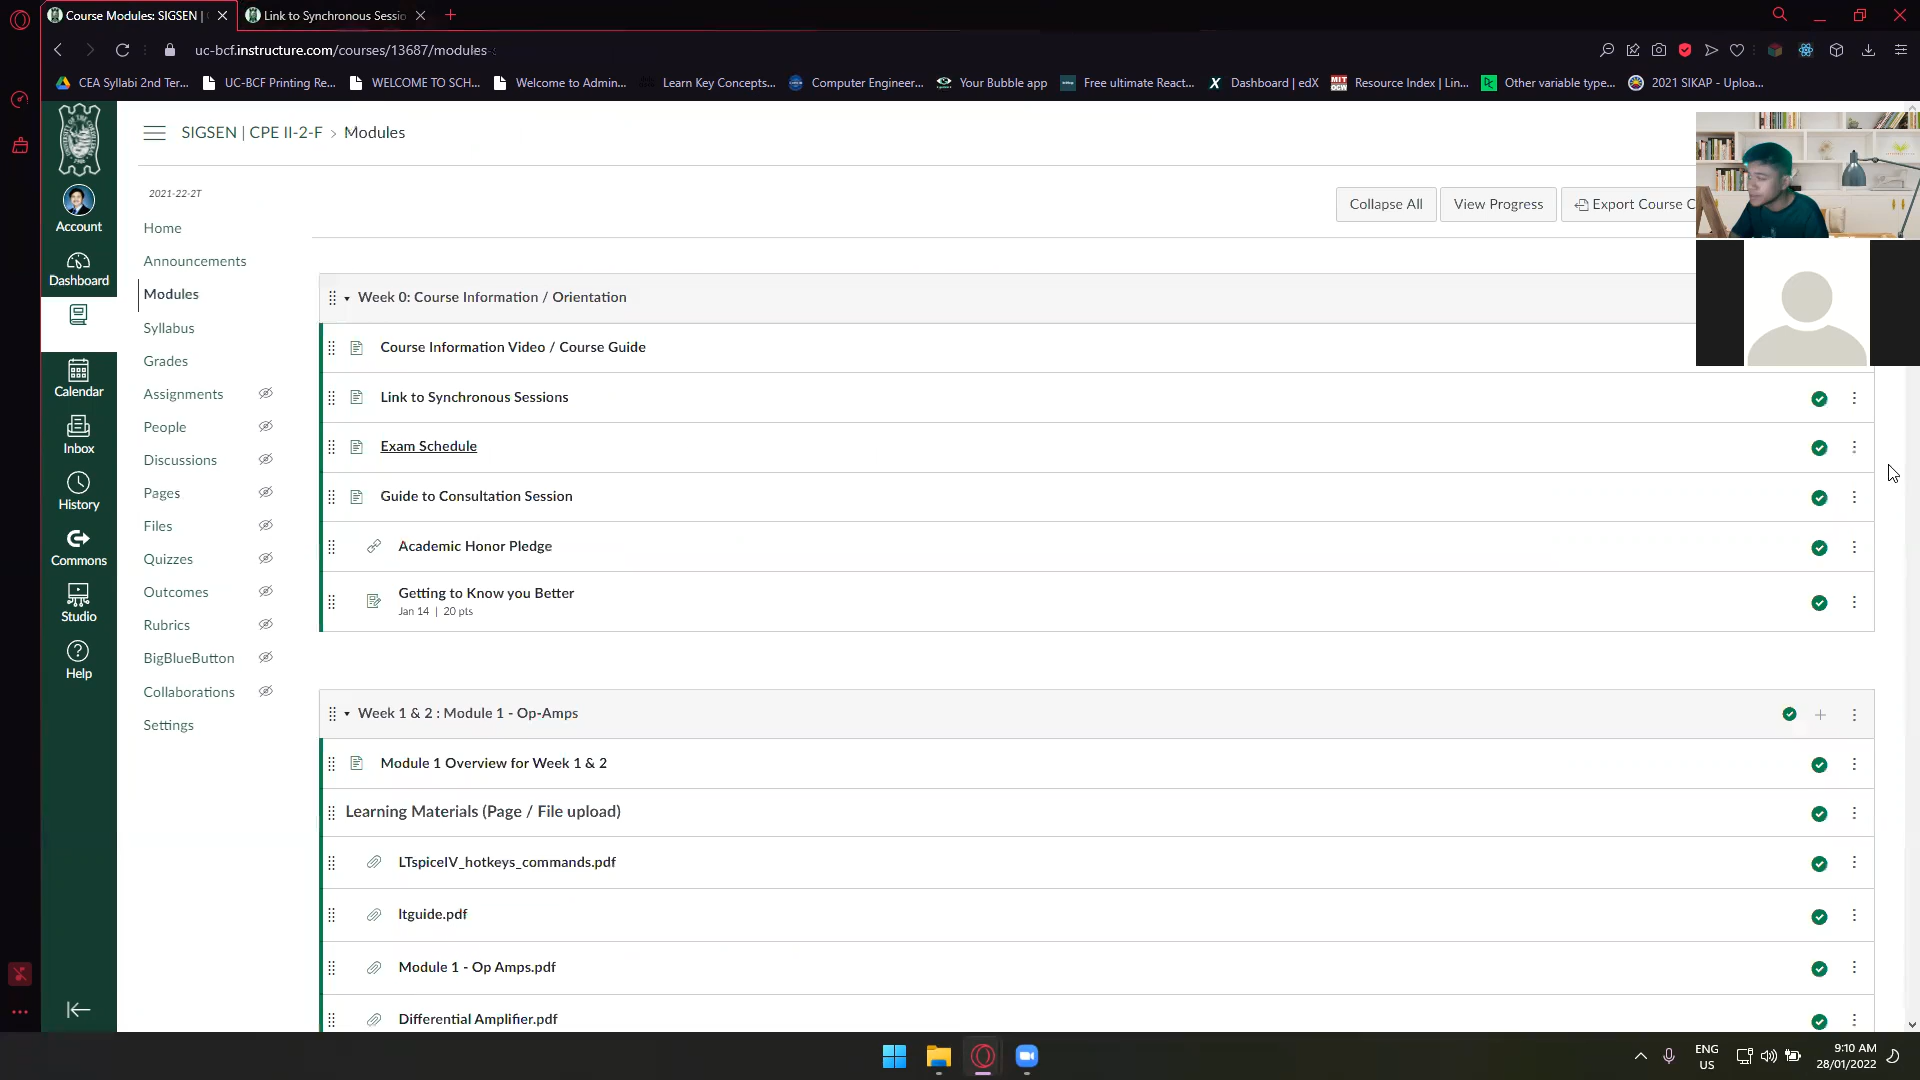 Course Modules: SIGSEN |
Link to Synchronous Sessio
uc-bcf.instructure.com/courses/13687/modules
CEA Syllabi 2nd Ter...
UC-BCF Printing Re...
WELCOME TO SCH...
Welcome to Admin...
Learn Key Concepts...
Computer Engineer...
Your Bubble app
Free ultimate React...
Dashboard | edX
Resource Index | Lin...
Other variable type...
2021 SIKAP - Uploa...
SIGSEN | CPE II-2-F > Modules
2021-22-2T
Collapse All
View Progress
Export Course C
Account
Dashboard
Calendar
Inbox
History
Commons
Studio
Help
Home
Announcements
Modules
Syllabus
Grades
Assignments
People
Discussions
Pages
Files
Quizzes
Outcomes
Rubrics
BigBlueButton
Collaborations
Settings
Week 0: Course Information / Orientation
Course Information Video / Course Guide
Link to Synchronous Sessions
Exam Schedule
Guide to Consultation Session
Academic Honor Pledge
Getting to Know you Better
Jan 14 | 20 pts
Week 1 & 2 : Module 1 - Op-Amps
Module 1 Overview for Week 1 & 2
Learning Materials (Page / File upload)
LTspiceIV_hotkeys_commands.pdf
ltguide.pdf
Module 1 - Op Amps.pdf
Differential Amplifier.pdf
ENG
US
9:10 AM
28/01/2022